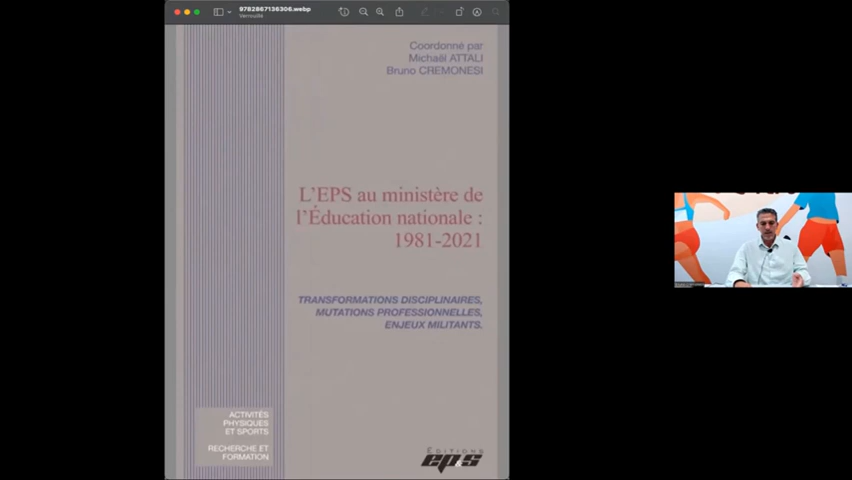 9782867136306.webp
Verrouillé
Coordonné par
Michaël ATTALI
Bruno CREMONESI
L'EPS au ministère de
l'Éducation nationale :
1981-2021
TRANSFORMATIONS DISCIPLINAIRES,
MUTATIONS PROFESSIONNELLES,
ENJEUX MILITANTS.
ACTIVITÉS
PHYSIQUES
ET SPORTS
RECHERCHE ET
FORMATION
ÉDITIONS
ep&s